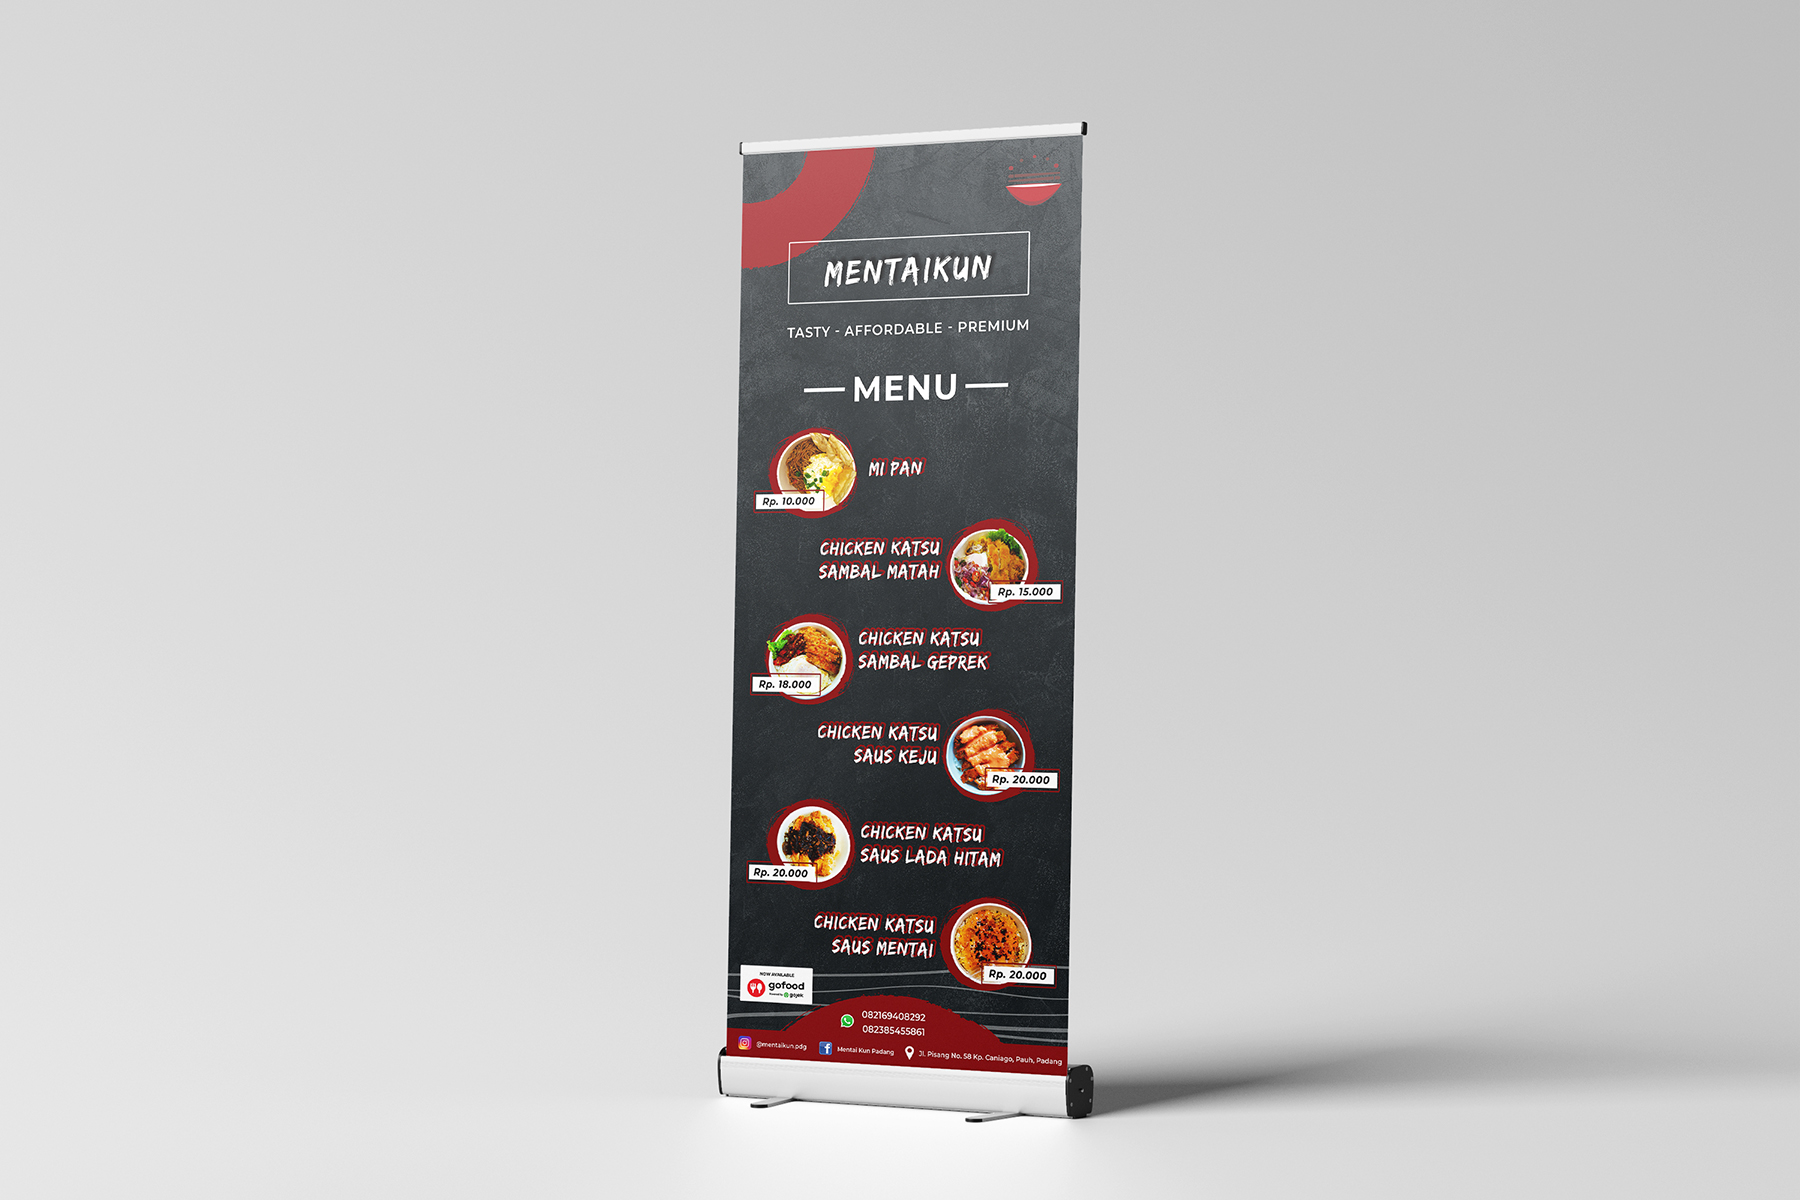 MENTAIKUN
TASTY - AFFORDABLE - PREMIUM
MENU
MI PAN
Rp. 10.000
CHICKEN KATSU
SAMBAL MATAH
Rp. 15.000
CHICKEN KATSU
SAMBAL GEPREK
Rp. 18.000
CHICKEN KATSU
SAUS KEJU
Rp. 20.000
CHICKEN KATSU
SAUS LADA HITAM
Rp. 20.000
CHICKEN KATSU
SAUS MENTAI
Rp. 20.000
NOW AVAILABLE
gofood
Powered by gojek
082169408292
082385455861
@mentaikun.pdg
Mentai Kun Padang
Jl. Pisang No. 58 Kp. Caniago, Pauh, Padang